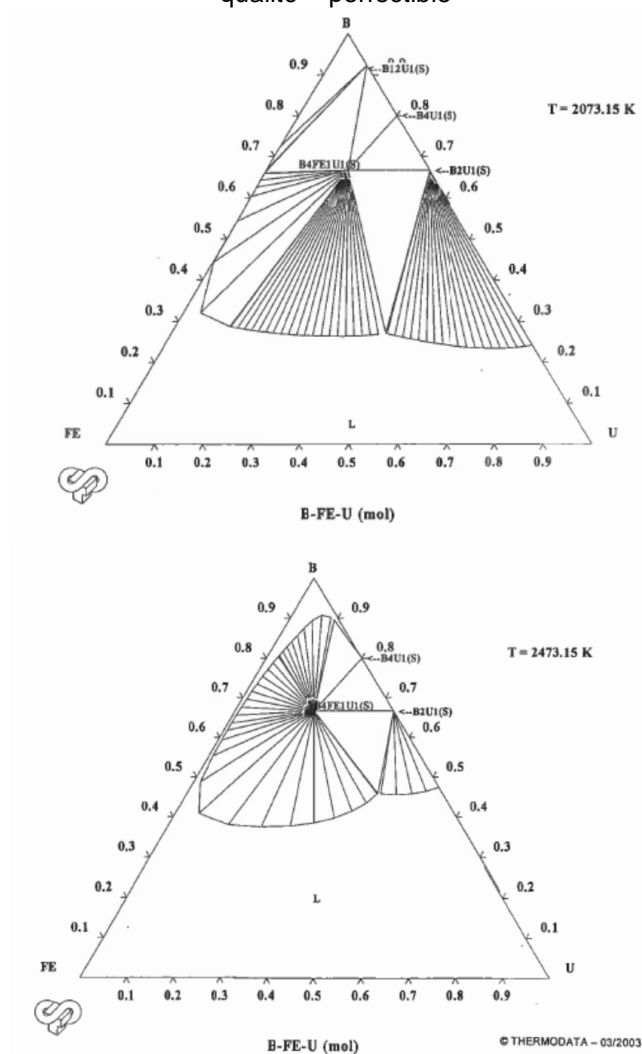 qualité perfectible
B
0.9
B12U1(S)
0.8
0.8
B4U1(S)
T = 2073.15 K
0.7
0.7
B4FE1U1(S)
B2U1(S)
0.6
0.6
0.5
0.5
0.4
0.4
0.3
0.3
0.2
0.2
0.1
0.1
L
FE
U
0.1 0.2 0.3 0.4 0.5 0.6 0.7 0.8 0.9
B-FE-U (mol)
B
0.9
0.9
0.8
0.8
B4U1(S)
T = 2473.15 K
0.7
0.7
B4FE1U1(S)
B2U1(S)
0.6
0.6
0.5
0.5
0.4
0.4
0.3
0.3
0.2
0.2
L
0.1
0.1
FE
U
0.1 0.2 0.3 0.4 0.5 0.6 0.7 0.8 0.9
B-FE-U (mol)
© THERMODATA – 03/2003